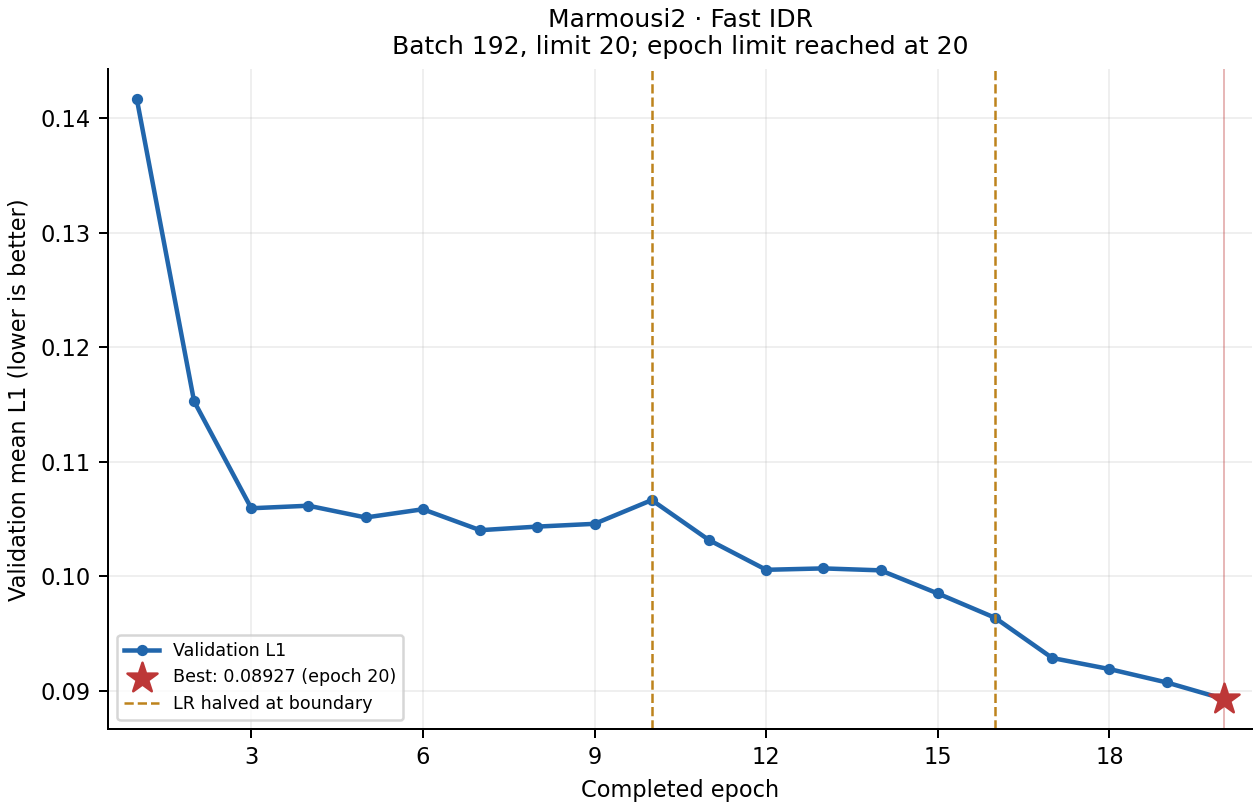 Marmousi2 · Fast IDR
Batch 192, limit 20; epoch limit reached at 20
Validation mean L1 (lower is better)
0.14
0.13
0.12
0.11
0.10
0.09
Validation L1
Best: 0.08927 (epoch 20)
LR halved at boundary
3 6 9 12 15 18
Completed epoch